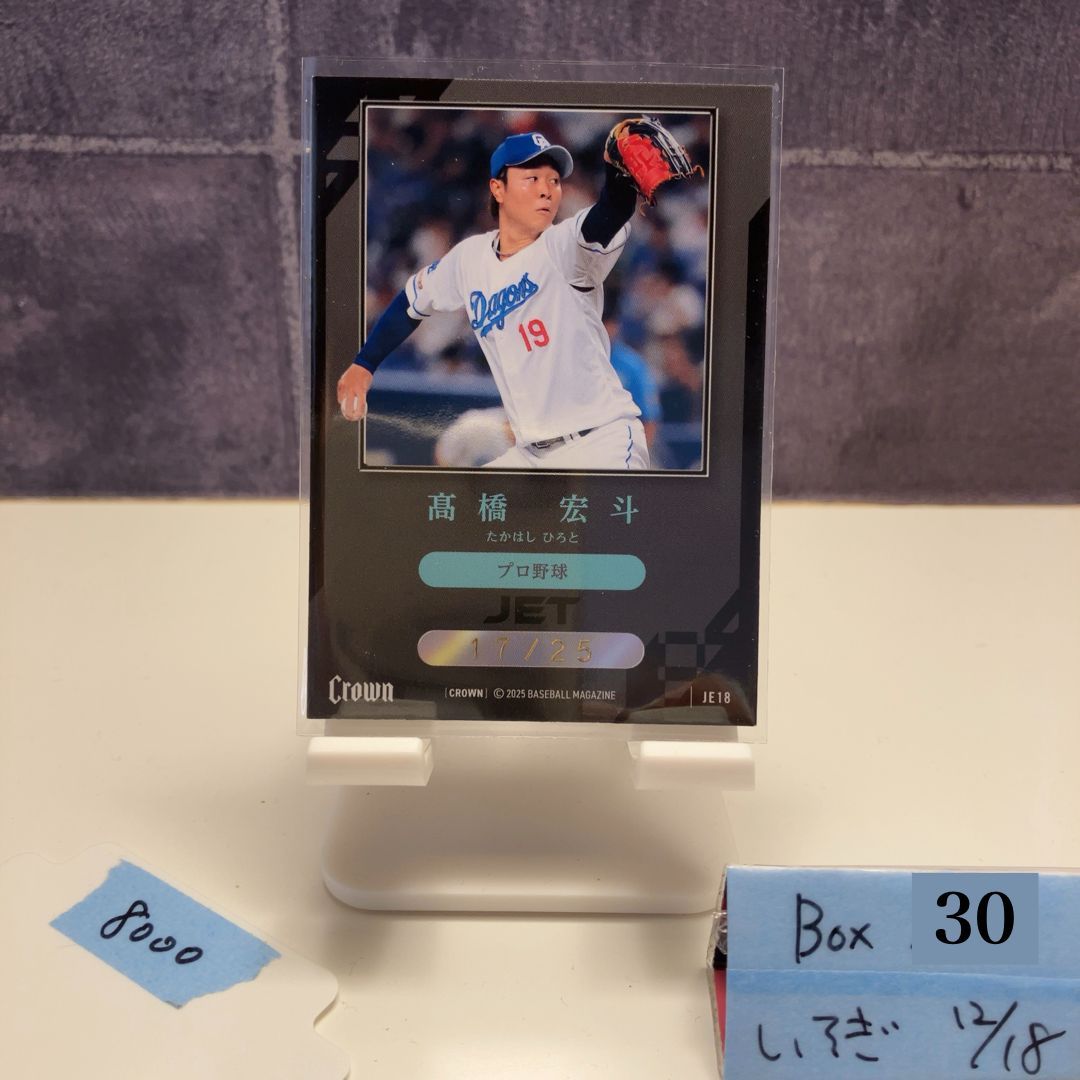 CD
Dragons
19
髙橋 宏斗
たかはし ひろと
プロ野球
JET
17/25
Crown
[CROWN] © 2025 BASEBALL MAGAZINE
JE18
8000
Box 30
いそぎ 12/18